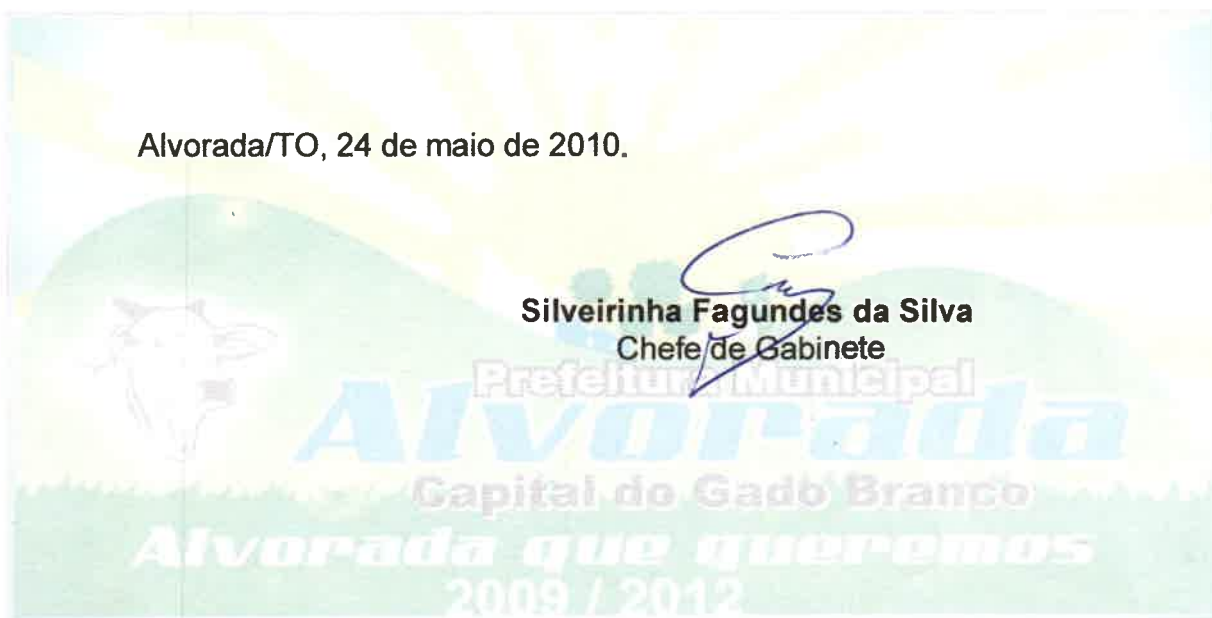 Alvorada/TO, 24 de maio de 2010.
Silveirinha Fagundes da Silva
Chefe de Gabinete
Prefeitura Municipal
Alvorada
Capital do Gado Branco
Alvorada que queremos
2009 / 2012